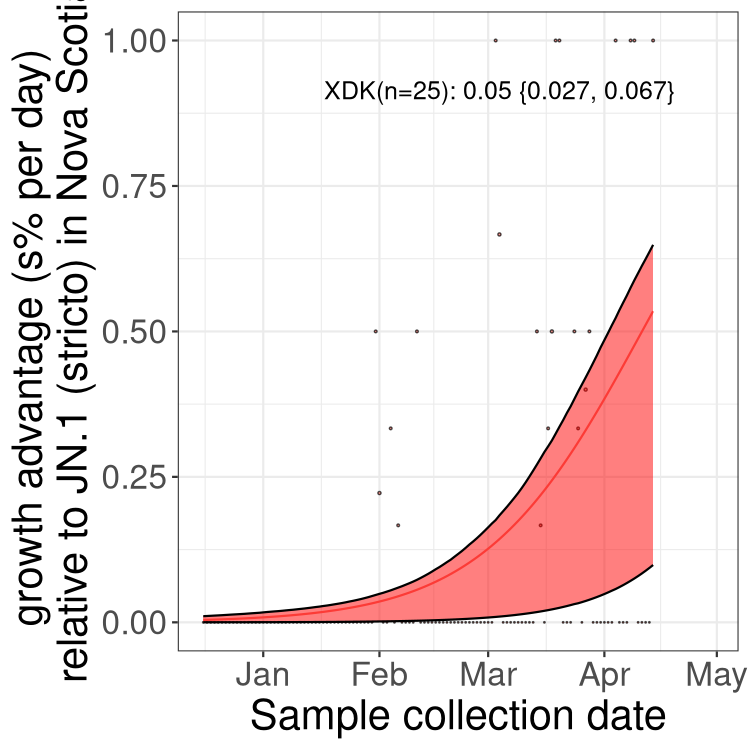 growth advantage (s% per day)
relative to JN.1 (stricto) in Nova Scotia
1.00
0.75
0.50
0.25
0.00
XDK(n=25): 0.05 {0.027, 0.067}
Jan Feb Mar Apr May
Sample collection date